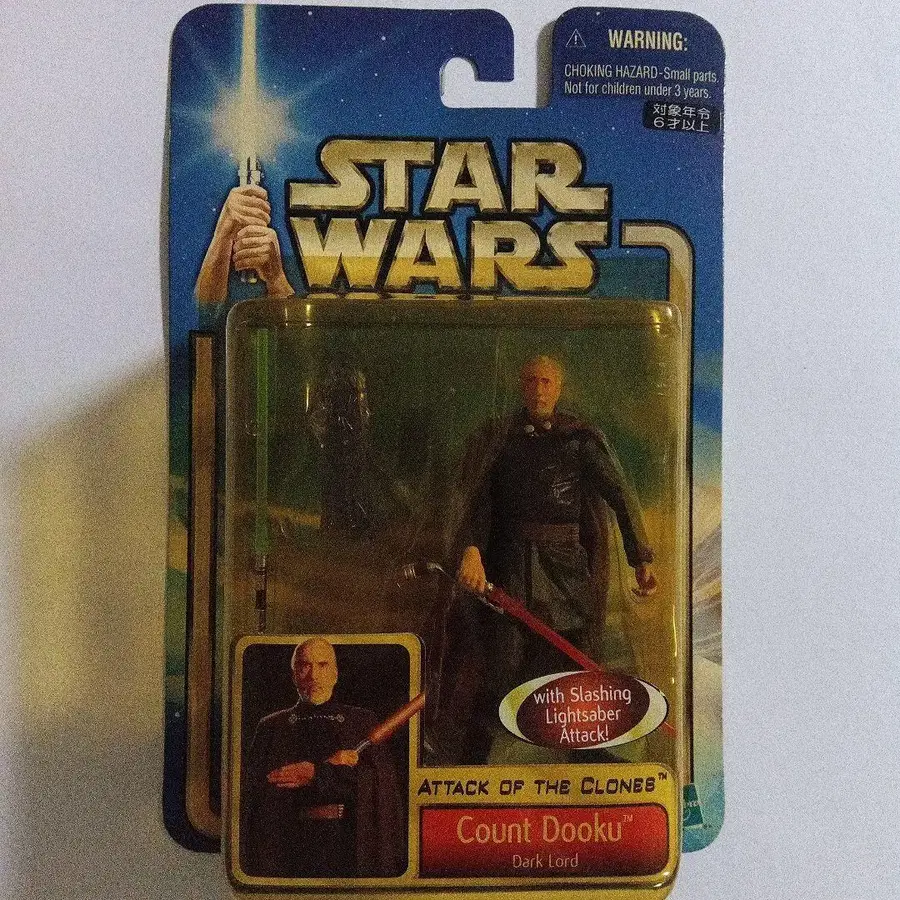 WARNING:
CHOKING HAZARD-Small parts.
Not for children under 3 years.
対象年令
6才以上
STAR
WARS
with Slashing
Lightsaber
Attack!
ATTACK OF THE CLONES™
Count Dooku™
Dark Lord